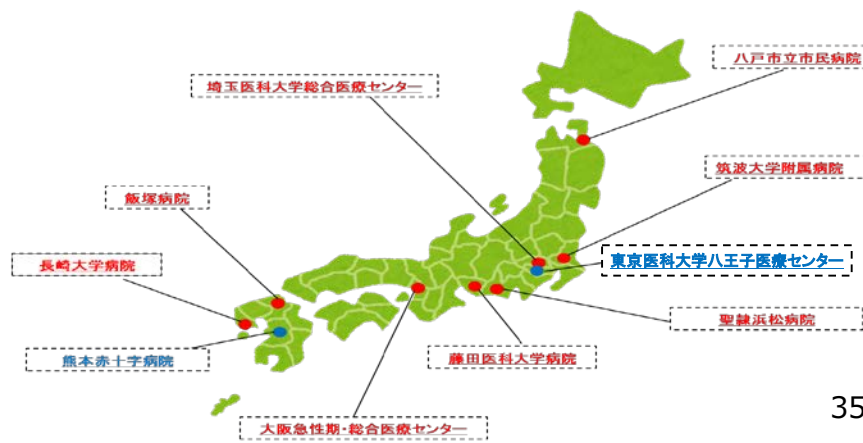 八戸市立市民病院
埼玉医科大学総合医療センター
筑波大学附属病院
飯塚病院
東京医科大学八王子医療センター
長崎大学病院
聖隷浜松病院
熊本赤十字病院
藤田医科大学病院
大阪急性期・総合医療センター
35